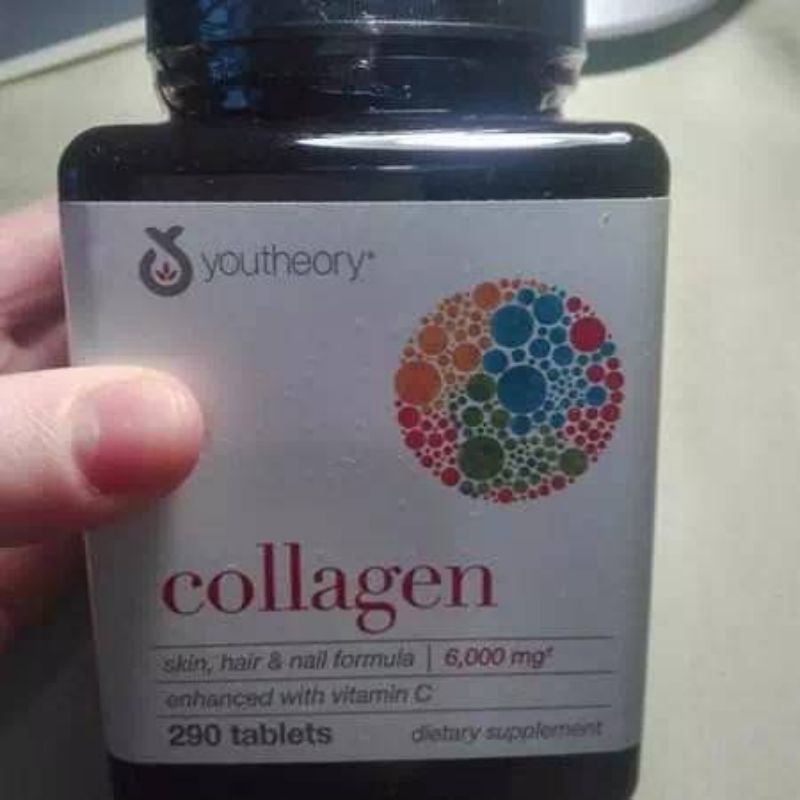 youtheory®
collagen
skin, hair & nail formula | 6,000 mg†
enhanced with vitamin C
290 tablets dietary supplement